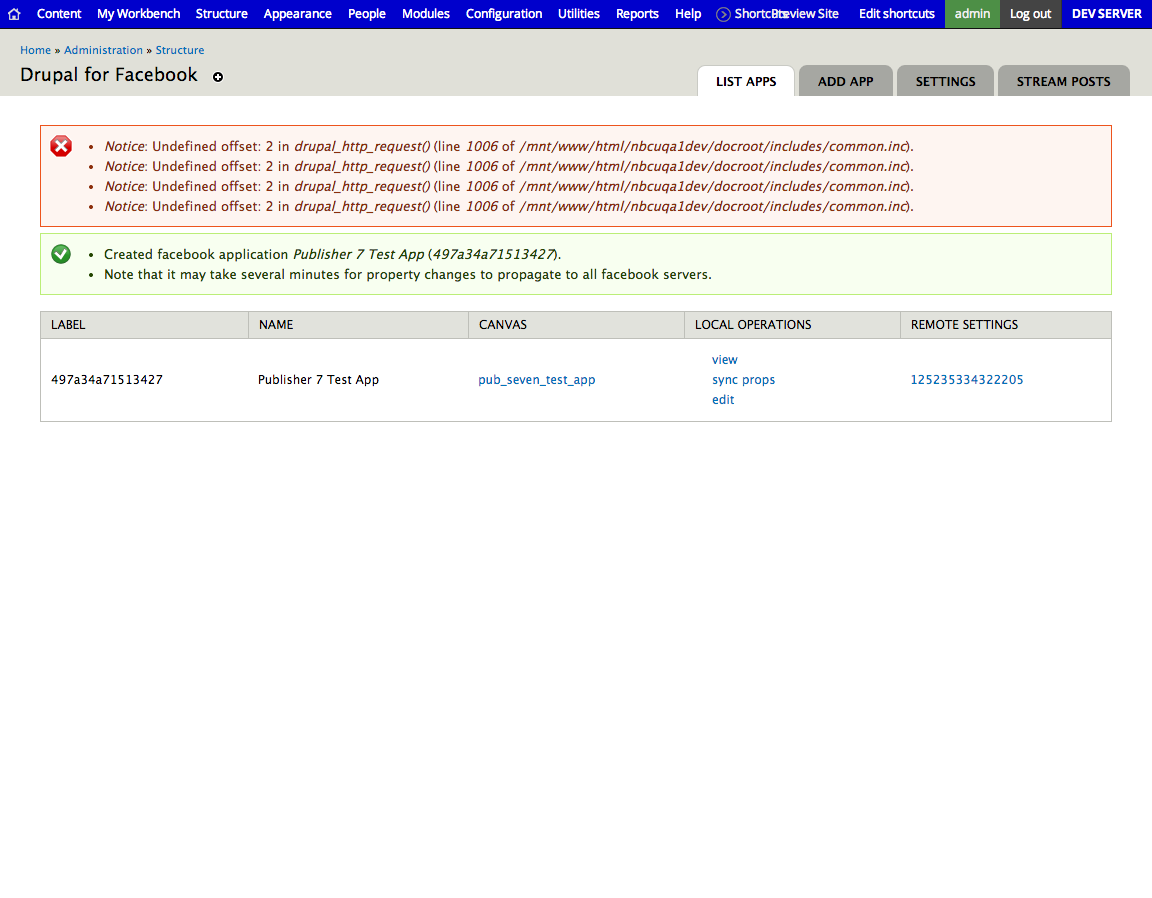 Content My Workbench Structure Appearance People Modules Configuration Utilities Reports Help Shortcuts Preview Site Edit shortcuts admin Log out DEV SERVER
Home » Administration » Structure
Drupal for Facebook
LIST APPS ADD APP SETTINGS STREAM POSTS
• Notice: Undefined offset: 2 in drupal_http_request() (line 1006 of /mnt/www/html/nbcuqa1dev/docroot/includes/common.inc).
• Notice: Undefined offset: 2 in drupal_http_request() (line 1006 of /mnt/www/html/nbcuqa1dev/docroot/includes/common.inc).
• Notice: Undefined offset: 2 in drupal_http_request() (line 1006 of /mnt/www/html/nbcuqa1dev/docroot/includes/common.inc).
• Notice: Undefined offset: 2 in drupal_http_request() (line 1006 of /mnt/www/html/nbcuqa1dev/docroot/includes/common.inc).
• Created facebook application Publisher 7 Test App (497a34a71513427).
• Note that it may take several minutes for property changes to propagate to all facebook servers.
LABEL NAME CANVAS LOCAL OPERATIONS REMOTE SETTINGS
497a34a71513427 Publisher 7 Test App pub_seven_test_app view
sync props
edit
125235334322205